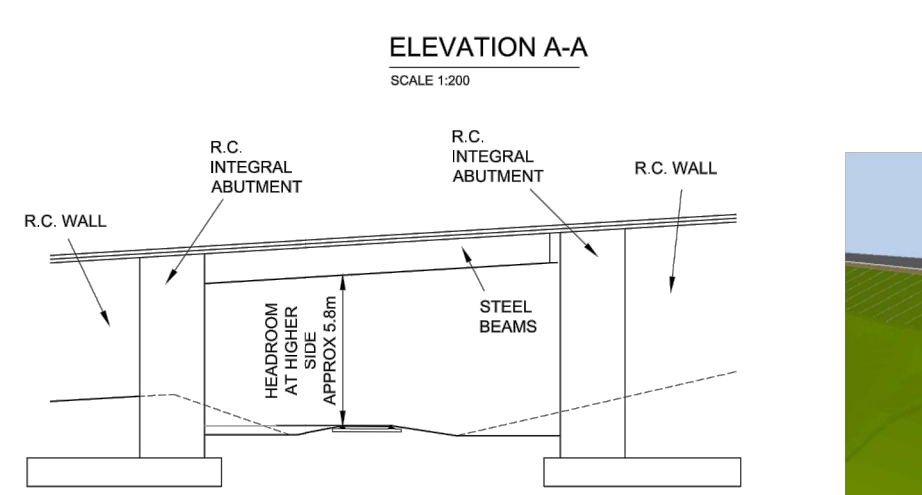 ELEVATION A-A
SCALE 1:200
R.C.
INTEGRAL
ABUTMENT
R.C.
INTEGRAL
ABUTMENT
R.C. WALL
R.C. WALL
STEEL
BEAMS
HEADROOM
AT HIGHER
SIDE
APPROX 5.8m